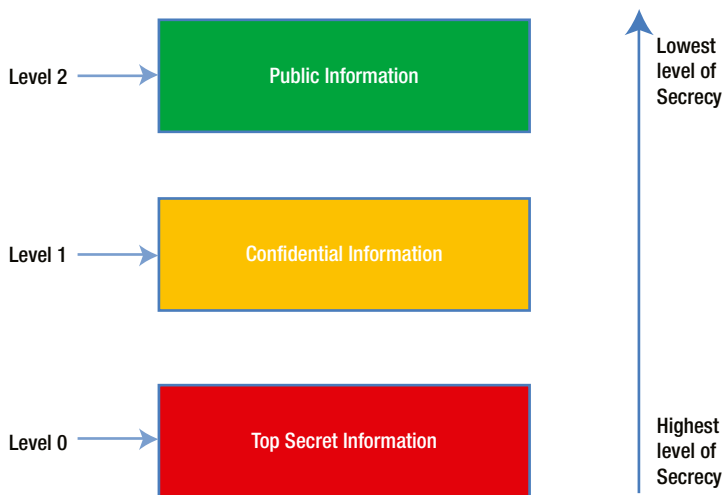 Level 2
Public Information
Lowest
level of
Secrecy
Level 1
Confidential Information
Level 0
Top Secret Information
Highest
level of
Secrecy